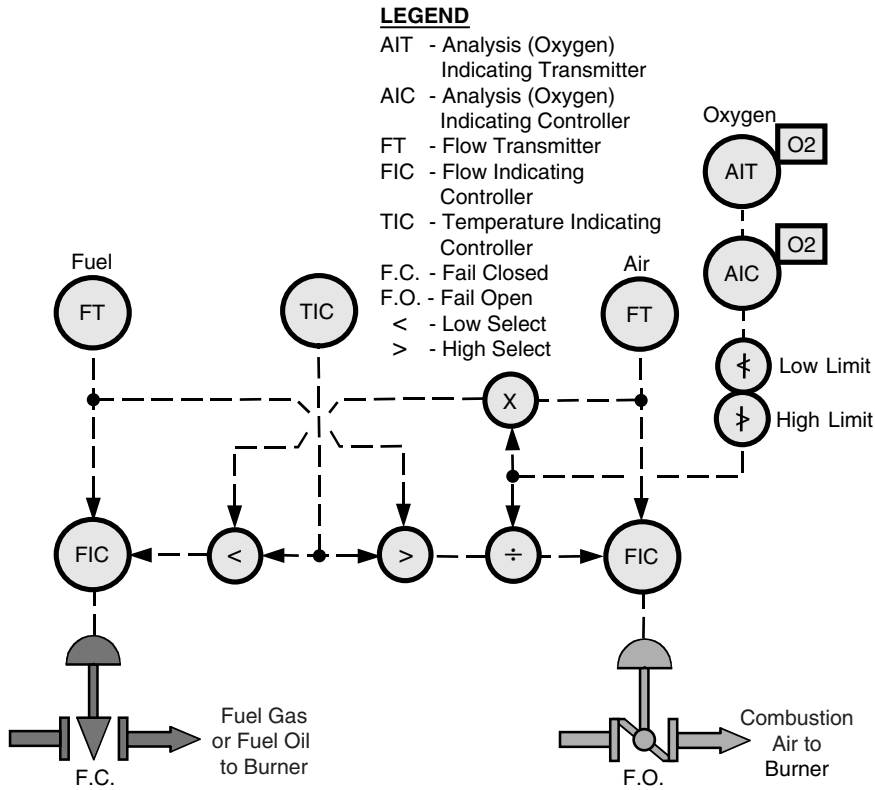 LEGEND
AIT - Analysis (Oxygen)
Indicating Transmitter
AIC - Analysis (Oxygen)
Indicating Controller
FT - Flow Transmitter
FIC - Flow Indicating
Controller
TIC - Temperature Indicating
Controller
F.C. - Fail Closed
F.O. - Fail Open
< - Low Select
> - High Select
Oxygen
O2
AIT
O2
AIC
Fuel
FT
TIC
Air
FT
< Low Limit
X
> High Limit
FIC
<
>
÷
FIC
Fuel Gas
or Fuel Oil
to Burner
F.C.
Combustion
Air to
Burner
F.O.